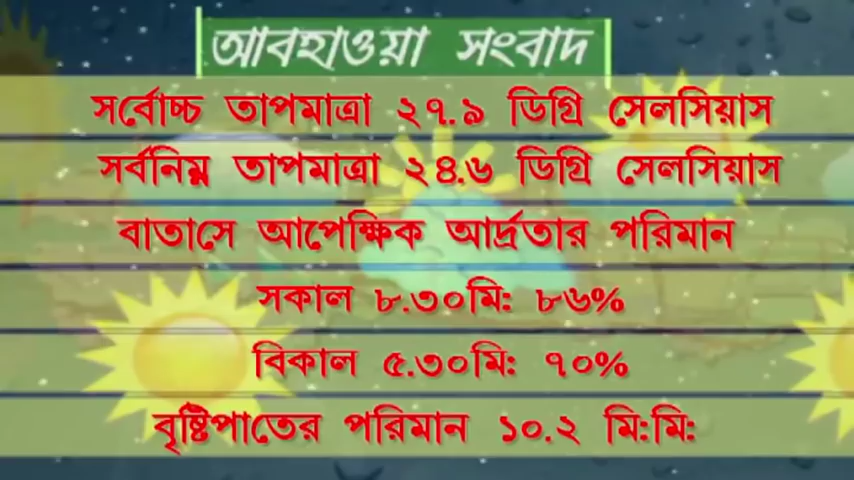 আবহাওয়া সংবাদ
সর্বোচ্চ তাপমাত্রা ২৭.৯ ডিগ্রি সেলসিয়াস
সর্বনিম্ন তাপমাত্রা ২৪.৬ ডিগ্রি সেলসিয়াস
বাতাসে আপেক্ষিক আর্দ্রতার পরিমান
সকাল ৮.৩০মি: ৮৬%
বিকাল ৫.৩০মি: ৭০%
বৃষ্টিপাতের পরিমান ১০.২ মি:মি: